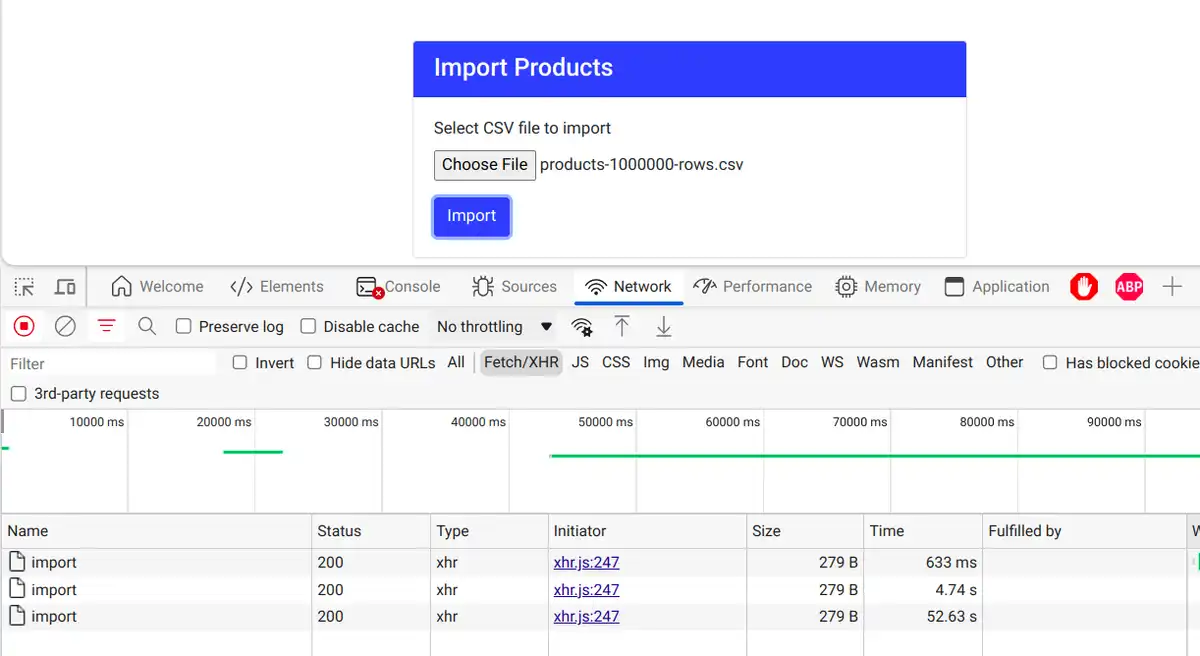 Import Products
Select CSV file to import
Choose File products-1000000-rows.csv
Import
Welcome Elements Console Sources Network Performance Memory Application ABP
Preserve log Disable cache No throttling
Filter Invert Hide data URLs All Fetch/XHR JS CSS Img Media Font Doc WS Wasm Manifest Other Has blocked cookie
3rd-party requests
10000 ms 20000 ms 30000 ms 40000 ms 50000 ms 60000 ms 70000 ms 80000 ms 90000 ms
Name Status Type Initiator Size Time Fulfilled by W
import 200 xhr xhr.js:247 279 B 633 ms
import 200 xhr xhr.js:247 279 B 4.74 s
import 200 xhr xhr.js:247 279 B 52.63 s